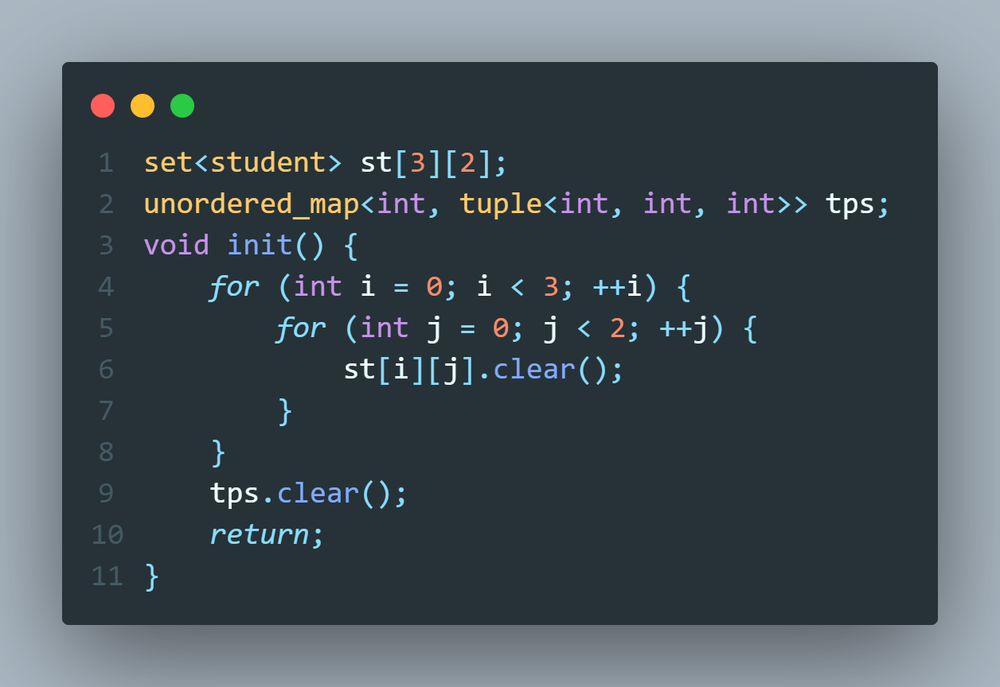 1 set<student> st[3][2];
2 unordered_map<int, tuple<int, int, int>> tps;
3 void init() {
4     for (int i = 0; i < 3; ++i) {
5         for (int j = 0; j < 2; ++j) {
6             st[i][j].clear();
7         }
8     }
9     tps.clear();
10     return;
11 }